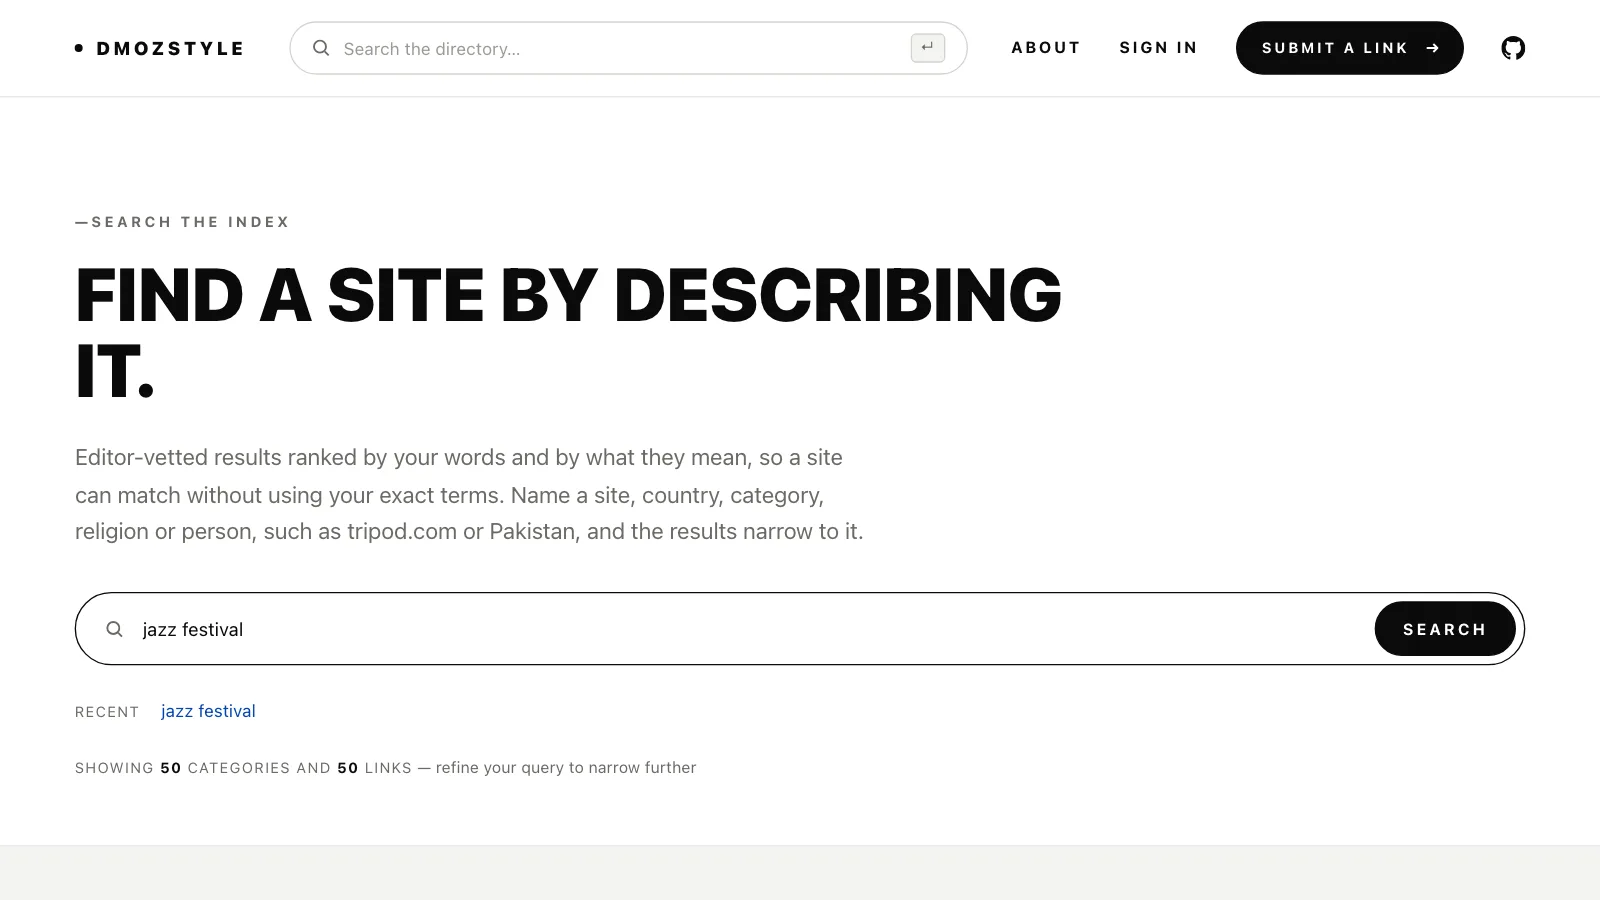 DMOZSTYLE
Search the directory...
ABOUT
SIGN IN
SUBMIT A LINK →
—SEARCH THE INDEX
FIND A SITE BY DESCRIBING
IT.
Editor-vetted results ranked by your words and by what they mean, so a site
can match without using your exact terms. Name a site, country, category,
religion or person, such as tripod.com or Pakistan, and the results narrow to it.
jazz festival
SEARCH
RECENT jazz festival
SHOWING 50 CATEGORIES AND 50 LINKS — refine your query to narrow further